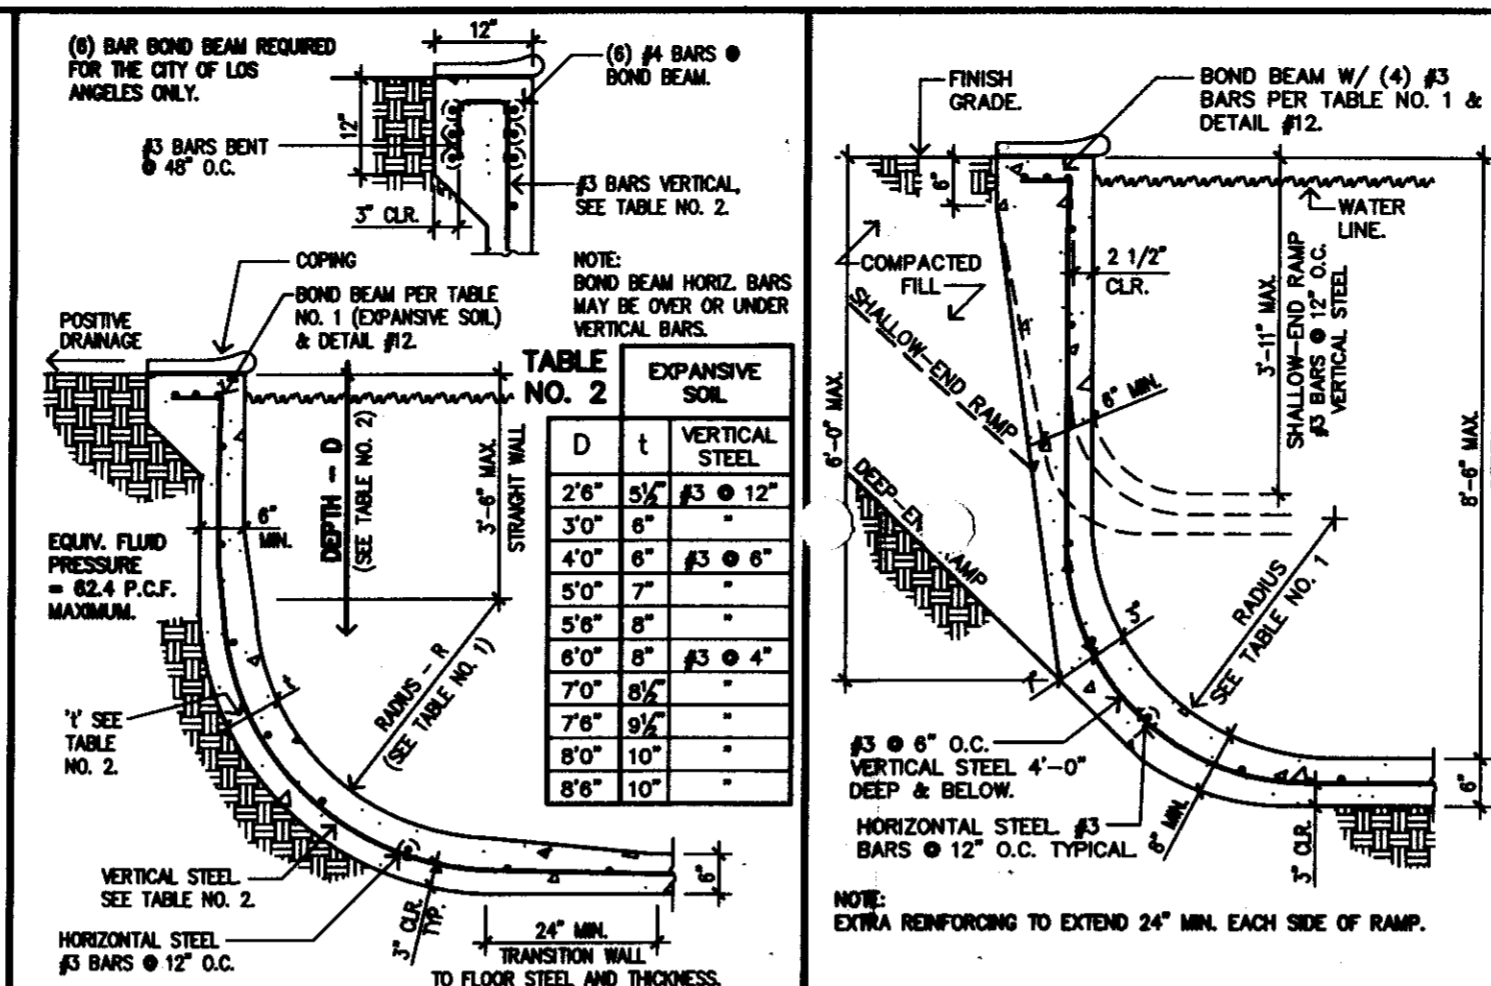 (6) BAR BOND BEAM REQUIRED
FOR THE CITY OF LOS
ANGELES ONLY.
12"
(6) #4 BARS @
BOND BEAM.
12"
#3 BARS BENT
@ 48" O.C.
3" CLR.
#3 BARS VERTICAL,
SEE TABLE NO. 2.
NOTE:
BOND BEAM HORIZ. BARS
MAY BE OVER OR UNDER
VERTICAL BARS.
COPING
BOND BEAM PER TABLE
NO. 1 (EXPANSIVE SOIL)
& DETAIL #12.
POSITIVE
DRAINAGE
DEPTH - D
(SEE TABLE NO. 2)
3'-6" MAX.
STRAIGHT WALL
6"
MIN.
EQUIV. FLUID
PRESSURE
= 62.4 P.C.F.
MAXIMUM.
t
RADIUS - R
(SEE TABLE NO. 1)
't' SEE
TABLE
NO. 2.
VERTICAL STEEL
SEE TABLE NO. 2.
HORIZONTAL STEEL
#3 BARS @ 12" O.C.
3" CLR.
TYP.
6"
24" MIN.
TRANSITION WALL
TO FLOOR STEEL AND THICKNESS.
TABLE
NO. 2
EXPANSIVE
SOIL
D t VERTICAL
STEEL
2'6" 5½" #3 @ 12"
3'0" 6" "
4'0" 6" #3 @ 6"
5'0" 7" "
5'6" 8" "
6'0" 8" #3 @ 4"
7'0" 8½" "
7'6" 9½" "
8'0" 10" "
8'6" 10" "
FINISH
GRADE.
BOND BEAM W/ (4) #3
BARS PER TABLE NO. 1 &
DETAIL #12.
6"
WATER
LINE.
COMPACTED
FILL
2 1/2"
CLR.
SHALLOW-END RAMP
6" MIN.
3'-11" MAX.
SHALLOW-END RAMP
#3 BARS @ 12" O.C.
VERTICAL STEEL
6'-0" MAX.
8'-6" MAX.
DEEP-EN
AMP
RADIUS
SEE TABLE NO. 1
3"
#3 @ 6" O.C.
VERTICAL STEEL 4'-0"
DEEP & BELOW.
HORIZONTAL STEEL. #3
BARS @ 12" O.C. TYPICAL
8" MIN.
3" CLR.
6"
NOTE:
EXTRA REINFORCING TO EXTEND 24" MIN. EACH SIDE OF RAMP.